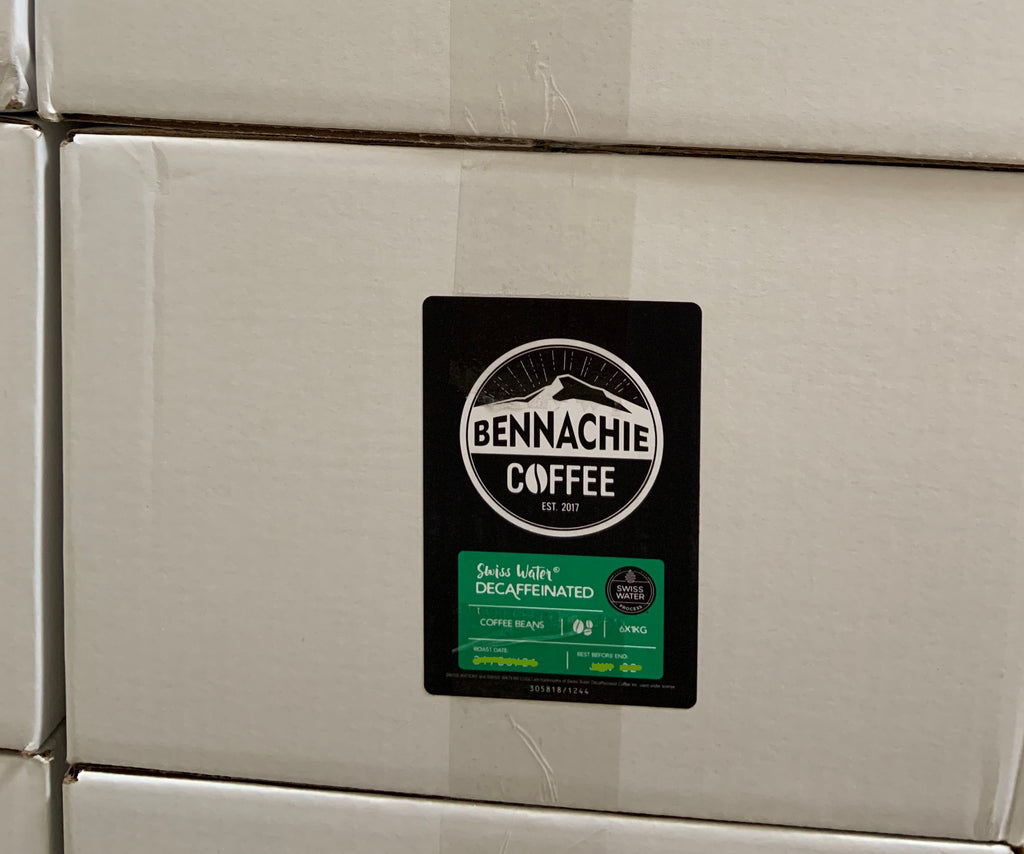 BENNACHIE
COFFEE
EST. 2017
Swiss Water®
DECAFFEINATED
SWISS
WATER
PROCESS
COFFEE BEANS
6X1KG
ROAST DATE:
BEST BEFORE END:
305818/1244